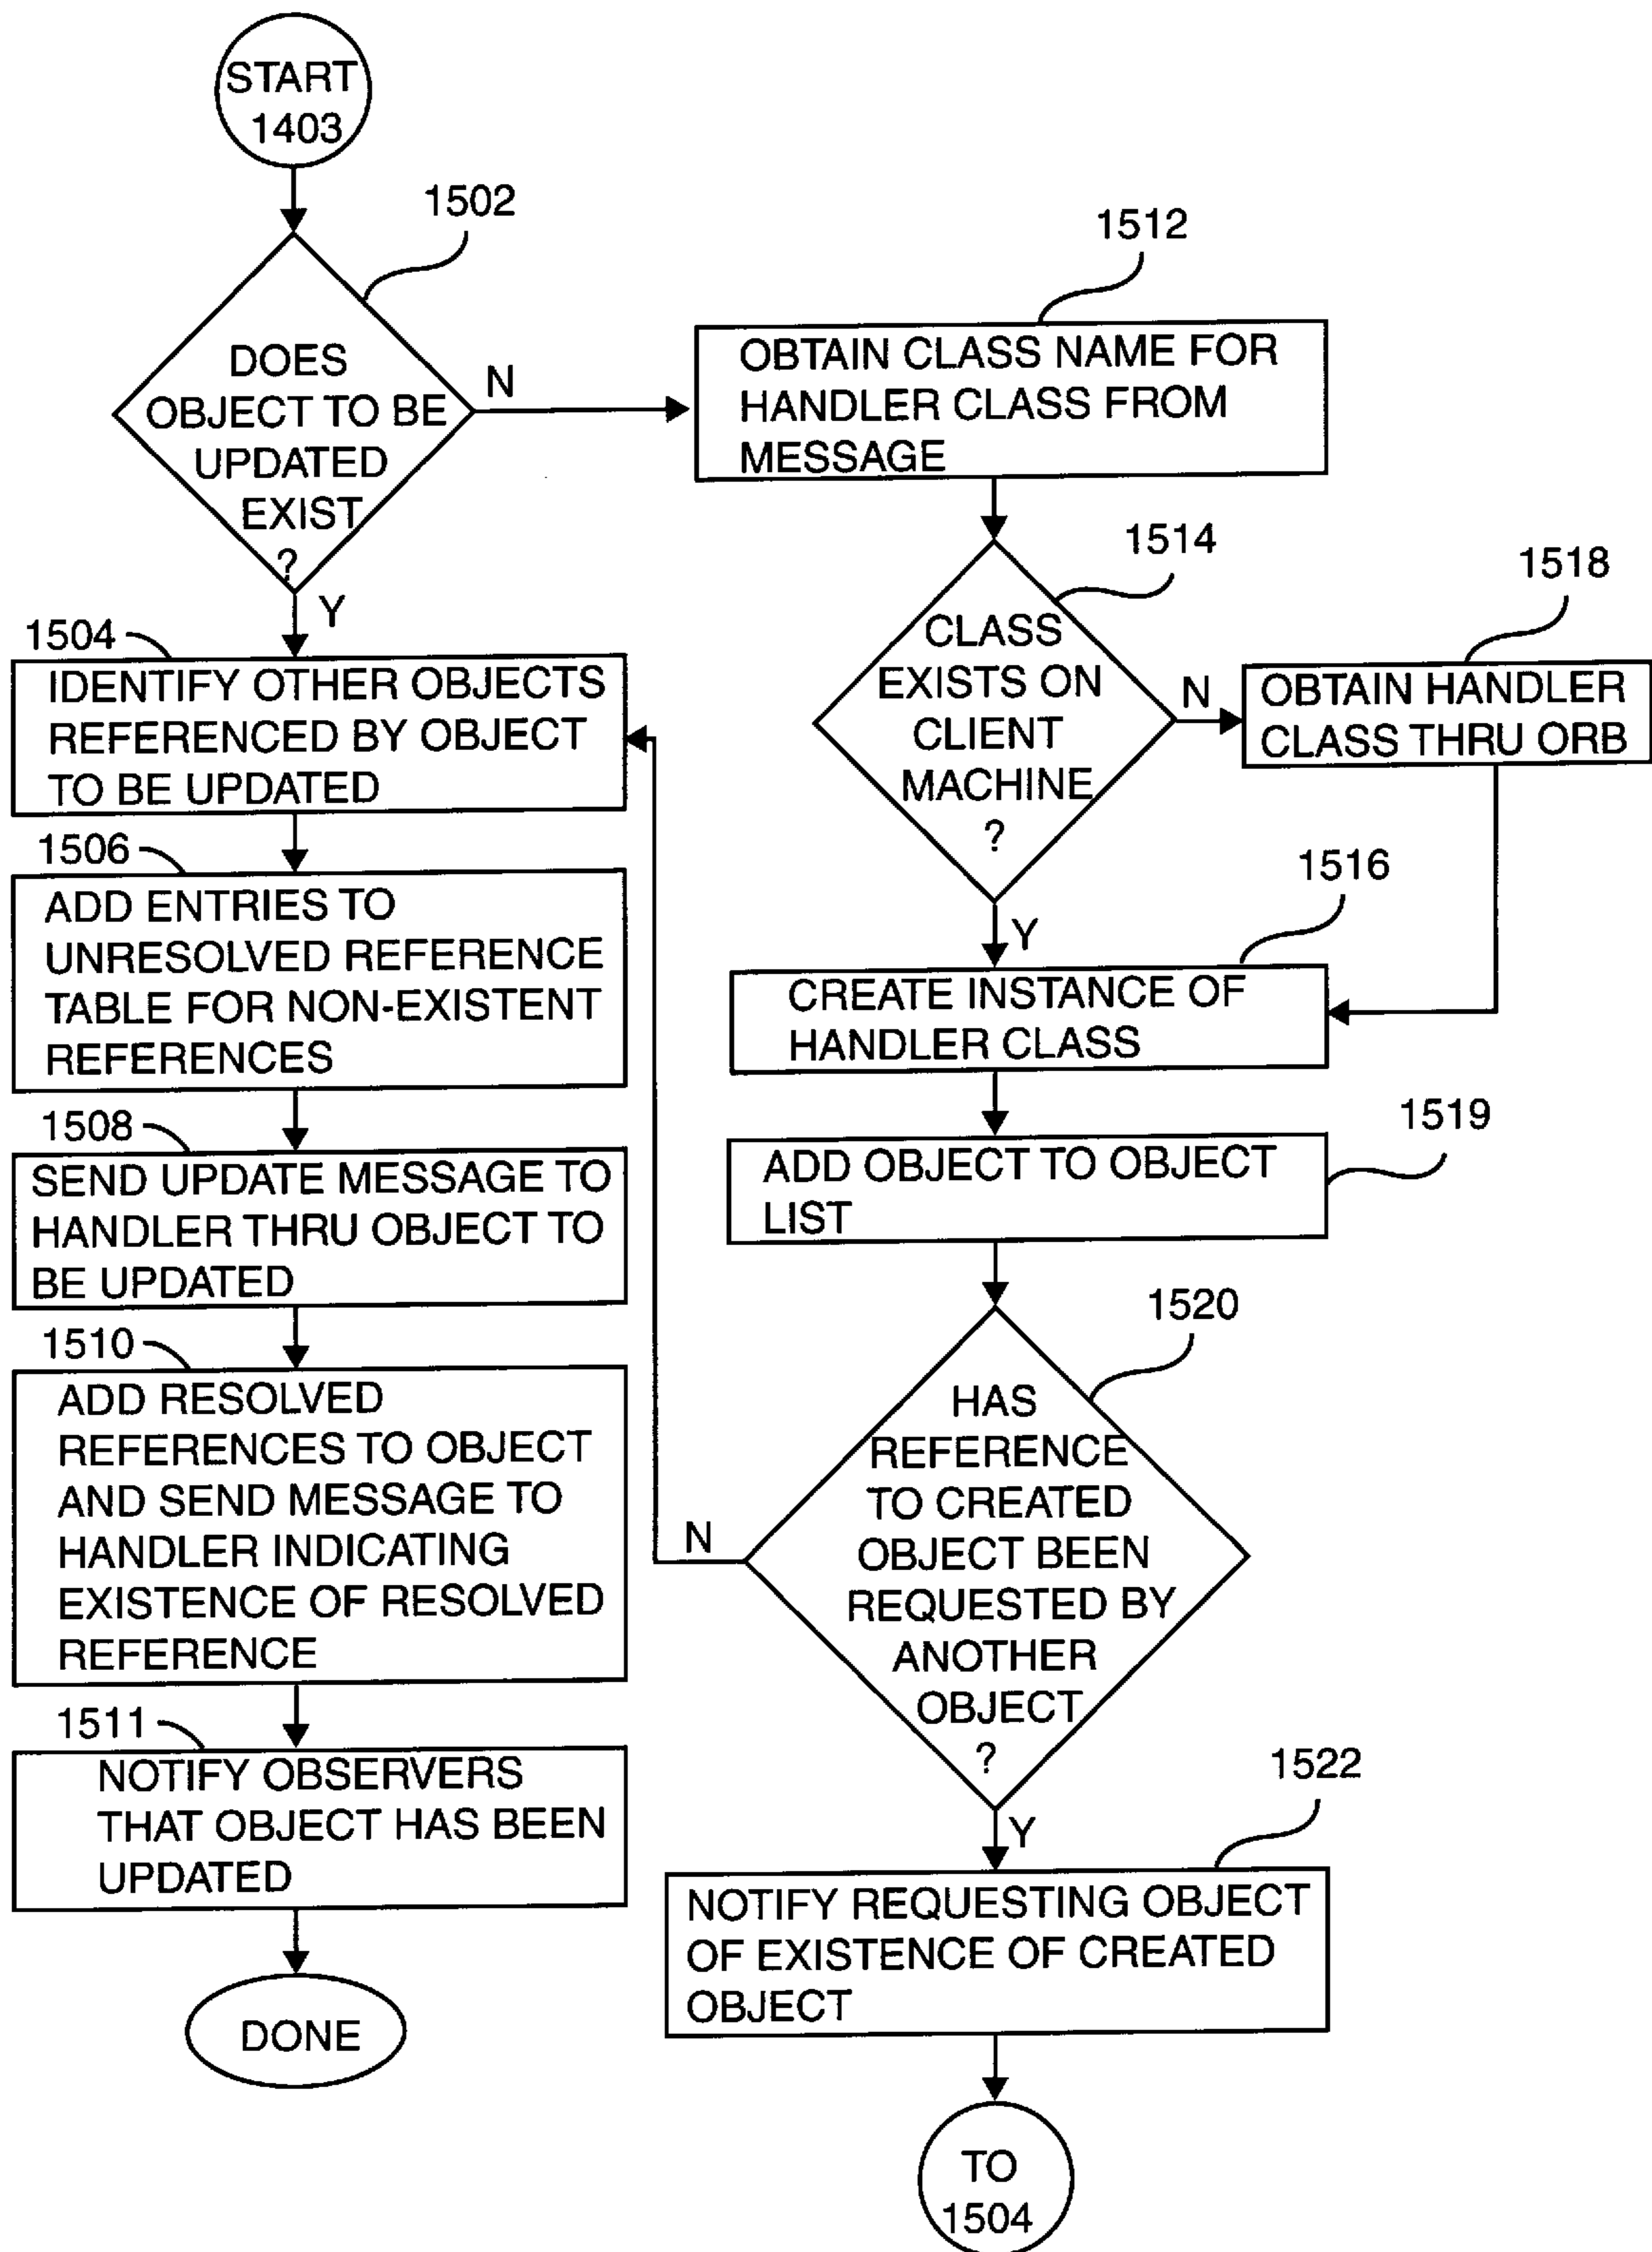 START
1403
1502
DOES
OBJECT TO BE
UPDATED
EXIST
?
N
Y
1504
IDENTIFY OTHER OBJECTS
REFERENCED BY OBJECT
TO BE UPDATED
1506
ADD ENTRIES TO
UNRESOLVED REFERENCE
TABLE FOR NON-EXISTENT
REFERENCES
1508
SEND UPDATE MESSAGE TO
HANDLER THRU OBJECT TO
BE UPDATED
1510
ADD RESOLVED
REFERENCES TO OBJECT
AND SEND MESSAGE TO
HANDLER INDICATING
EXISTENCE OF RESOLVED
REFERENCE
1511
NOTIFY OBSERVERS
THAT OBJECT HAS BEEN
UPDATED
DONE
1512
OBTAIN CLASS NAME FOR
HANDLER CLASS FROM
MESSAGE
1514
CLASS
EXISTS ON
CLIENT
MACHINE
?
N
Y
1518
OBTAIN HANDLER
CLASS THRU ORB
1516
CREATE INSTANCE OF
HANDLER CLASS
1519
ADD OBJECT TO OBJECT
LIST
1520
HAS
REFERENCE
TO CREATED
OBJECT BEEN
REQUESTED BY
ANOTHER
OBJECT
?
N
Y
1522
NOTIFY REQUESTING OBJECT
OF EXISTENCE OF CREATED
OBJECT
TO
1504